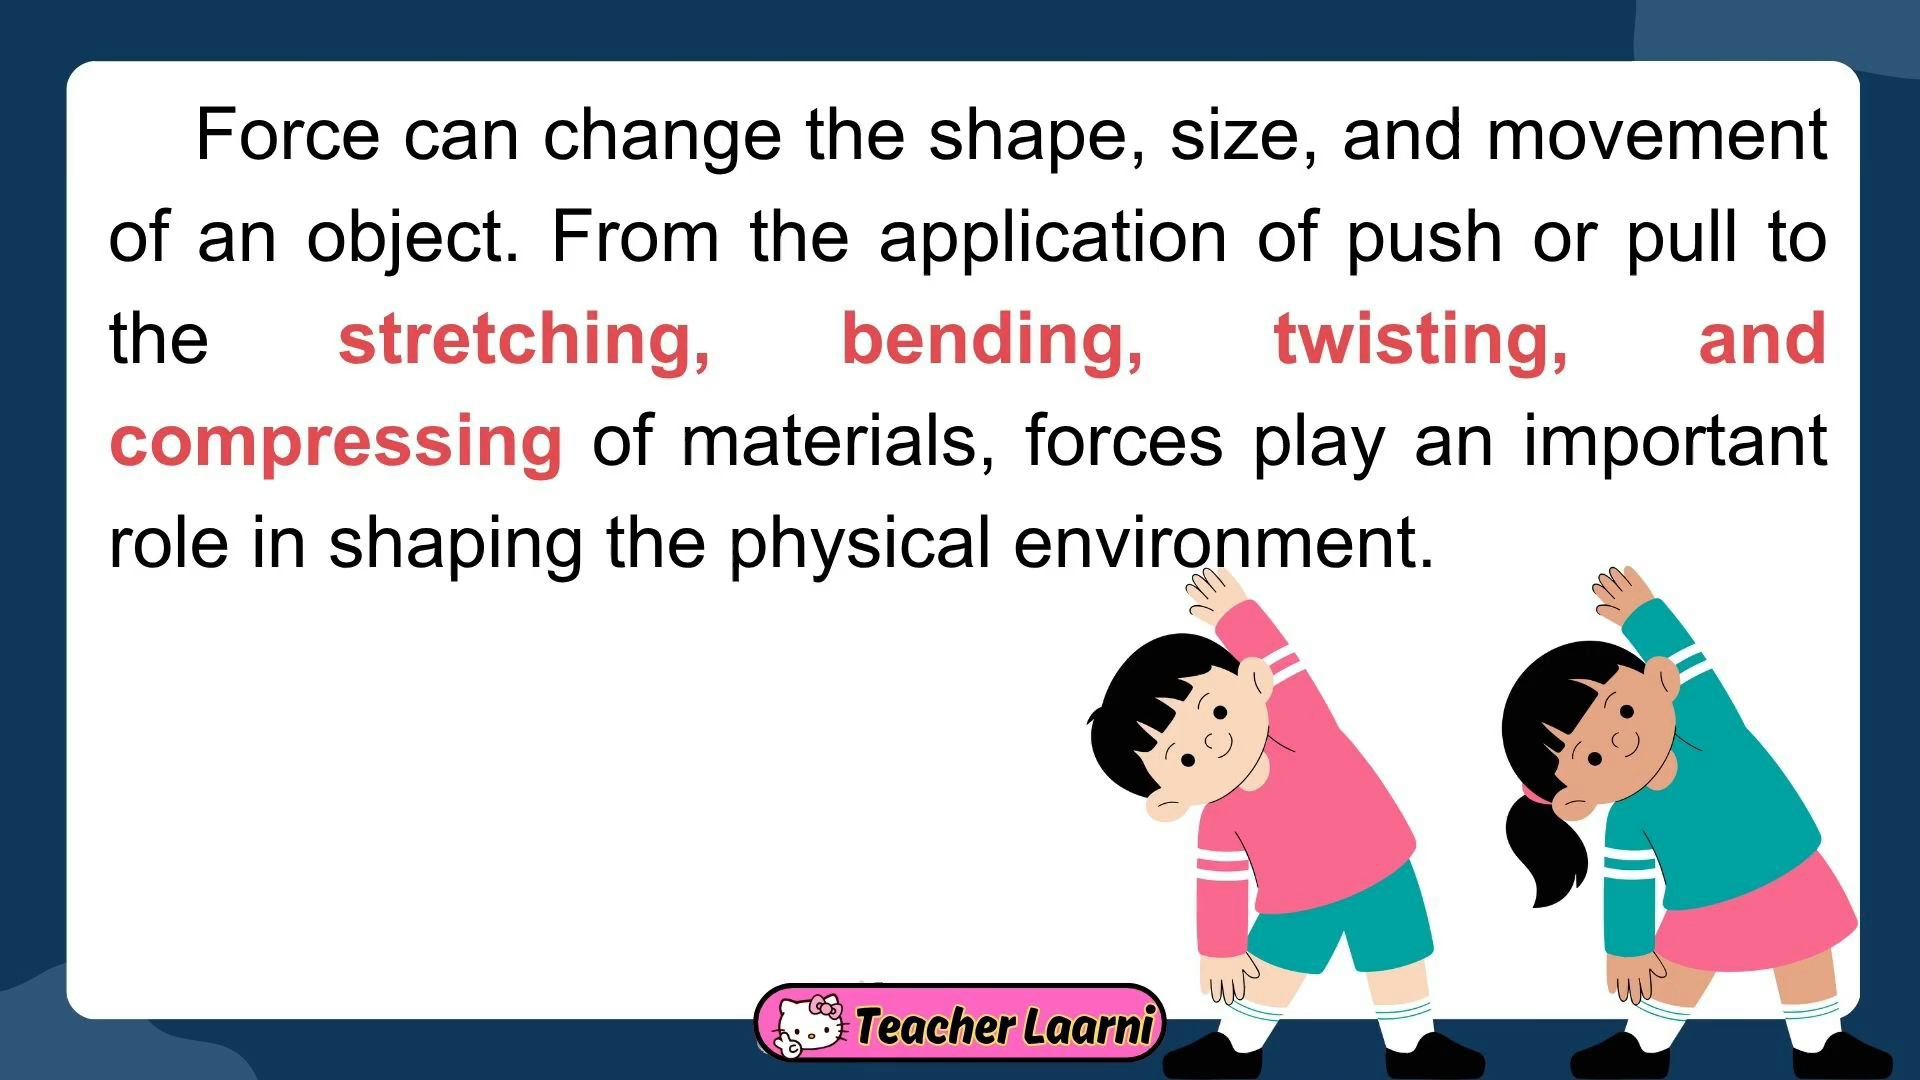 Force can change the shape, size, and movement
of an object. From the application of push or pull to
the stretching, bending, twisting, and
compressing of materials, forces play an important
role in shaping the physical environment.
Teacher Laarni